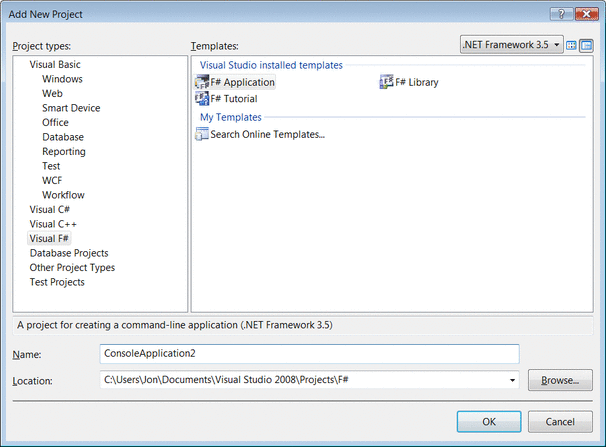 Add New Project
Project types:
Templates:
.NET Framework 3.5
Visual Basic
Windows
Web
Smart Device
Office
Database
Reporting
Test
WCF
Workflow
Visual C#
Visual C++
Visual F#
Database Projects
Other Project Types
Test Projects
Visual Studio installed templates
F# Application
F# Library
F# Tutorial
My Templates
Search Online Templates...
A project for creating a command-line application (.NET Framework 3.5)
Name:
ConsoleApplication2
Location:
C:\Users\Jon\Documents\Visual Studio 2008\Projects\F#
Browse...
OK
Cancel